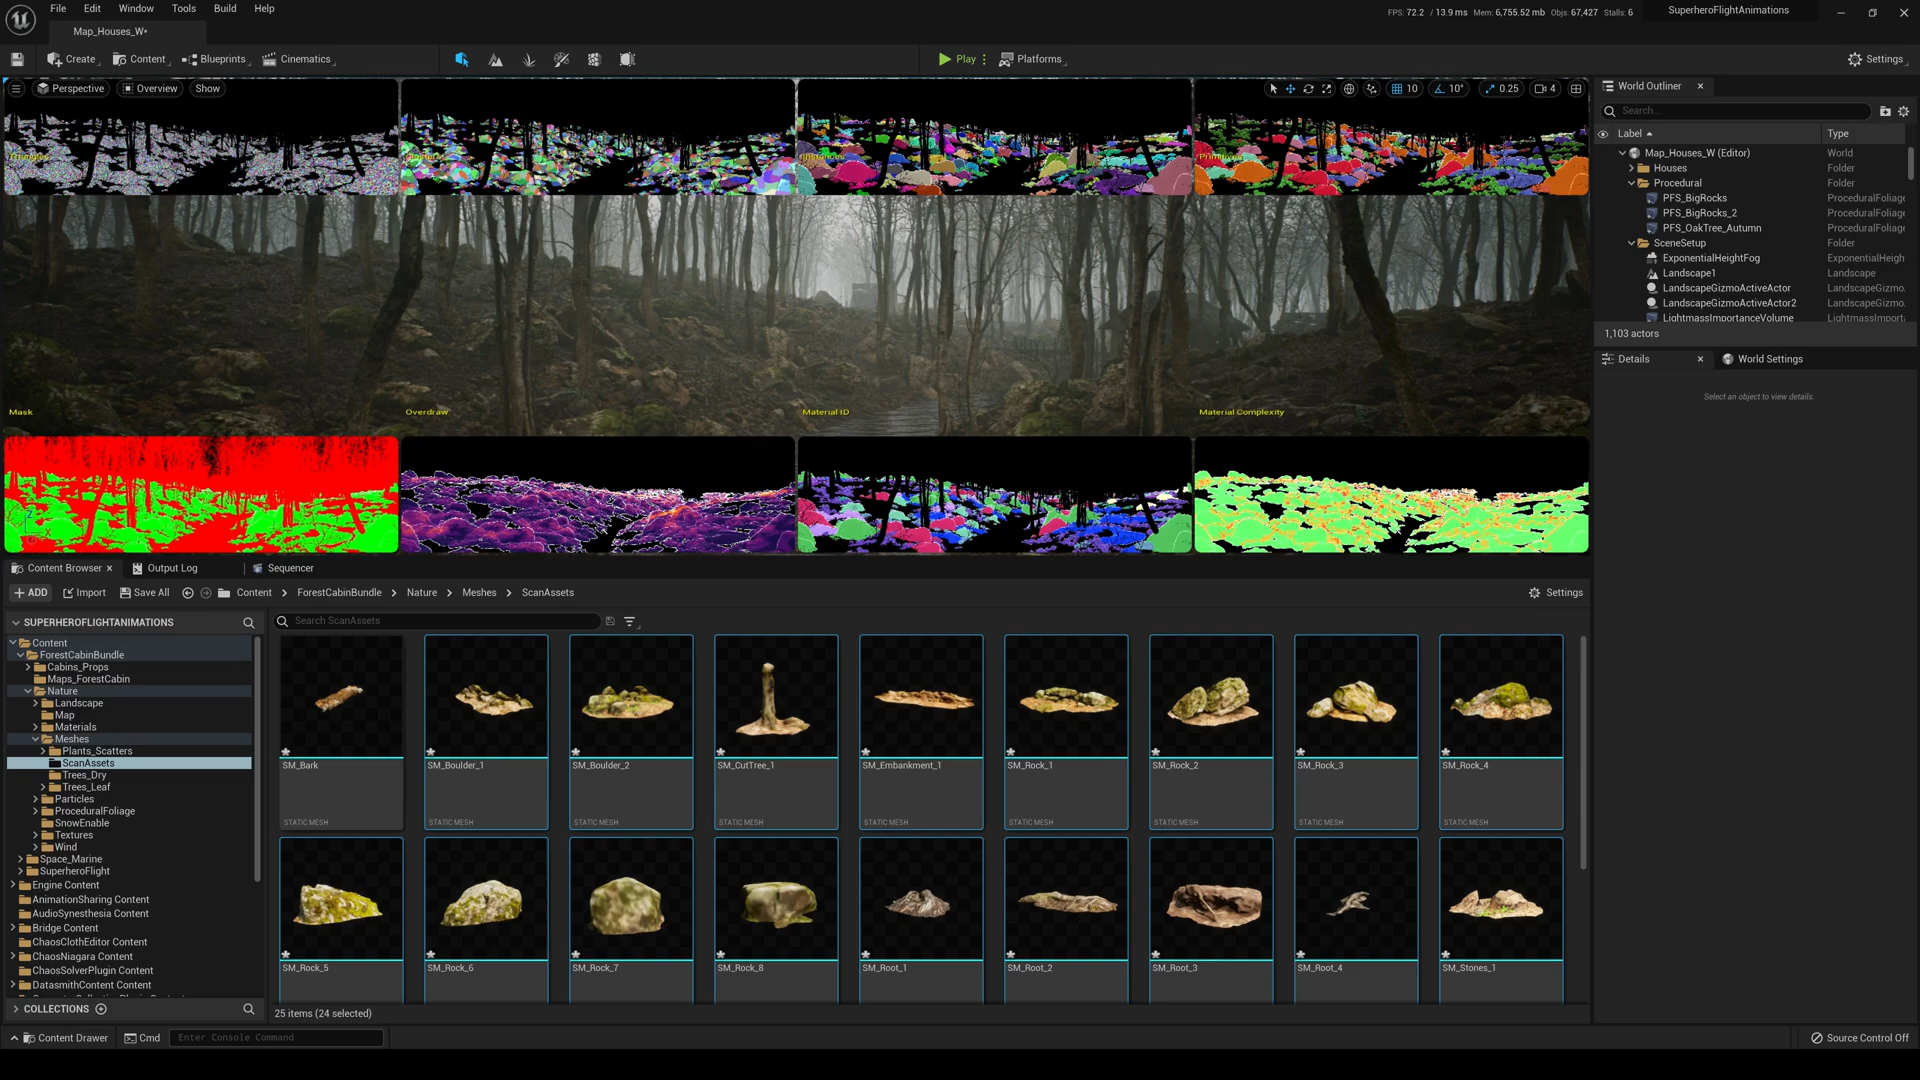 File Edit Window Tools Build Help
FPS: 72.2 / 13.9 ms Mem: 6,755.52 mb Objs: 67,427 Stalls: 6
SuperheroFlightAnimations
Map_Houses_W*
Create Content Blueprints Cinematics
Play Platforms
Settings
Perspective Overview Show
10 10° 0.25 4
Triangles
Mask Overdraw Material ID Material Complexity
World Outliner
Search...
Label Type
Map_Houses_W (Editor) World
Houses Folder
Procedural Folder
PFS_BigRocks ProceduralFoliage
PFS_BigRocks_2 ProceduralFoliage
PFS_OakTree_Autumn ProceduralFoliage
SceneSetup Folder
ExponentialHeightFog ExponentialHeigh
Landscape1 Landscape
LandscapeGizmoActiveActor LandscapeGizmo.
LandscapeGizmoActiveActor2 LandscapeGizmo.
LightmassImportanceVolume LightmassImport
1,103 actors
Details World Settings
Select an object to view details.
Content Browser Output Log Sequencer
ADD Import Save All Content > ForestCabinBundle > Nature > Meshes > ScanAssets
Settings
SUPERHEROFLIGHTANIMATIONS
Content
ForestCabinBundle
Cabins_Props
Maps_ForestCabin
Nature
Landscape
Map
Materials
Meshes
Plants_Scatters
ScanAssets
Trees_Dry
Trees_Leaf
Particles
ProceduralFoliage
SnowEnable
Textures
Wind
Space_Marine
SuperheroFlight
Engine Content
AnimationSharing Content
AudioSynesthesia Content
Bridge Content
ChaosClothEditor Content
ChaosNiagara Content
ChaosSolverPlugin Content
DatasmithContent Content
COLLECTIONS
Search ScanAssets
SM_Bark SM_Boulder_1 SM_Boulder_2 SM_CutTree_1 SM_Embankment_1 SM_Rock_1 SM_Rock_2 SM_Rock_3 SM_Rock_4
STATIC MESH STATIC MESH STATIC MESH STATIC MESH STATIC MESH STATIC MESH STATIC MESH STATIC MESH STATIC MESH
SM_Rock_5 SM_Rock_6 SM_Rock_7 SM_Rock_8 SM_Root_1 SM_Root_2 SM_Root_3 SM_Root_4 SM_Stones_1
25 items (24 selected)
Content Drawer Cmd Enter Console Command
Source Control Off